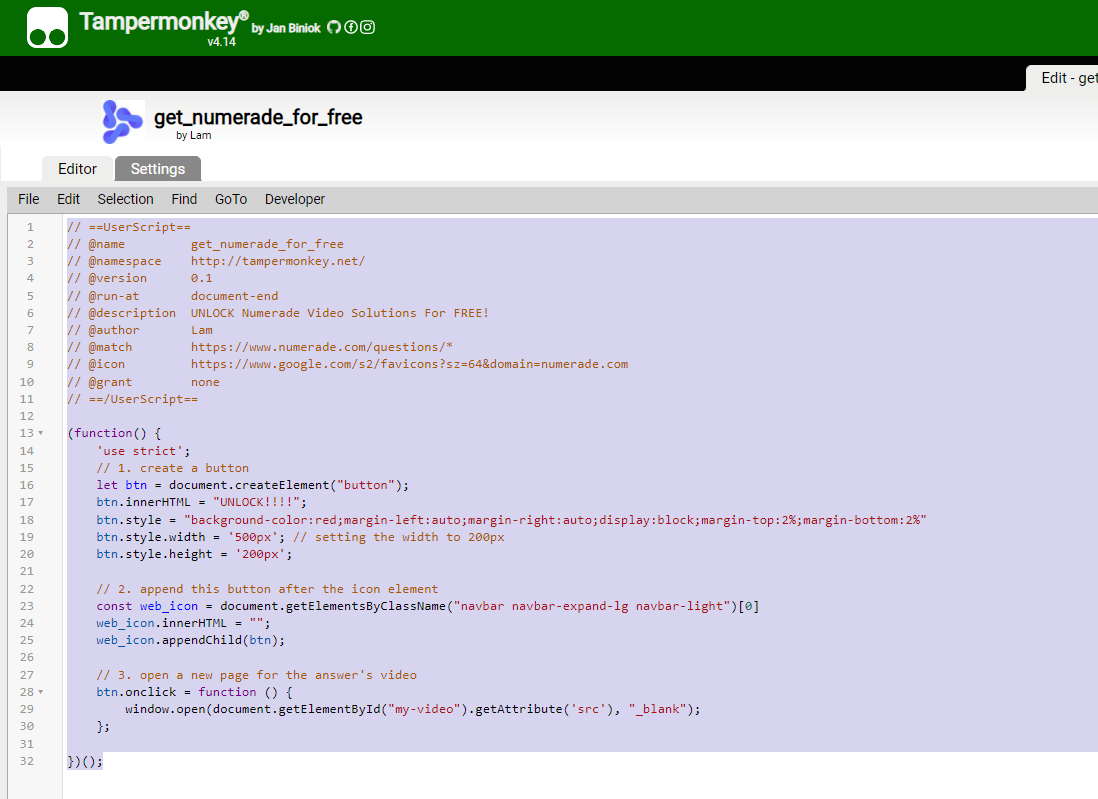 Tampermonkey® by Jan Biniok
v4.14
Edit - get
get_numerade_for_free
by Lam
Editor Settings
File Edit Selection Find GoTo Developer
1 // ==UserScript==
2 // @name         get_numerade_for_free
3 // @namespace    http://tampermonkey.net/
4 // @version      0.1
5 // @run-at       document-end
6 // @description  UNLOCK Numerade Video Solutions For FREE!
7 // @author       Lam
8 // @match        https://www.numerade.com/questions/*
9 // @icon         https://www.google.com/s2/favicons?sz=64&domain=numerade.com
10 // @grant        none
11 // ==/UserScript==
12
13 (function() {
14     'use strict';
15     // 1. create a button
16     let btn = document.createElement("button");
17     btn.innerHTML = "UNLOCK!!!!";
18     btn.style = "background-color:red;margin-left:auto;margin-right:auto;display:block;margin-top:2%;margin-bottom:2%"
19     btn.style.width = '500px'; // setting the width to 200px
20     btn.style.height = '200px';
21
22     // 2. append this button after the icon element
23     const web_icon = document.getElementsByClassName("navbar navbar-expand-lg navbar-light")[0]
24     web_icon.innerHTML = "";
25     web_icon.appendChild(btn);
26
27     // 3. open a new page for the answer's video
28     btn.onclick = function () {
29         window.open(document.getElementById("my-video").getAttribute('src'), "_blank");
30     };
31
32 })();